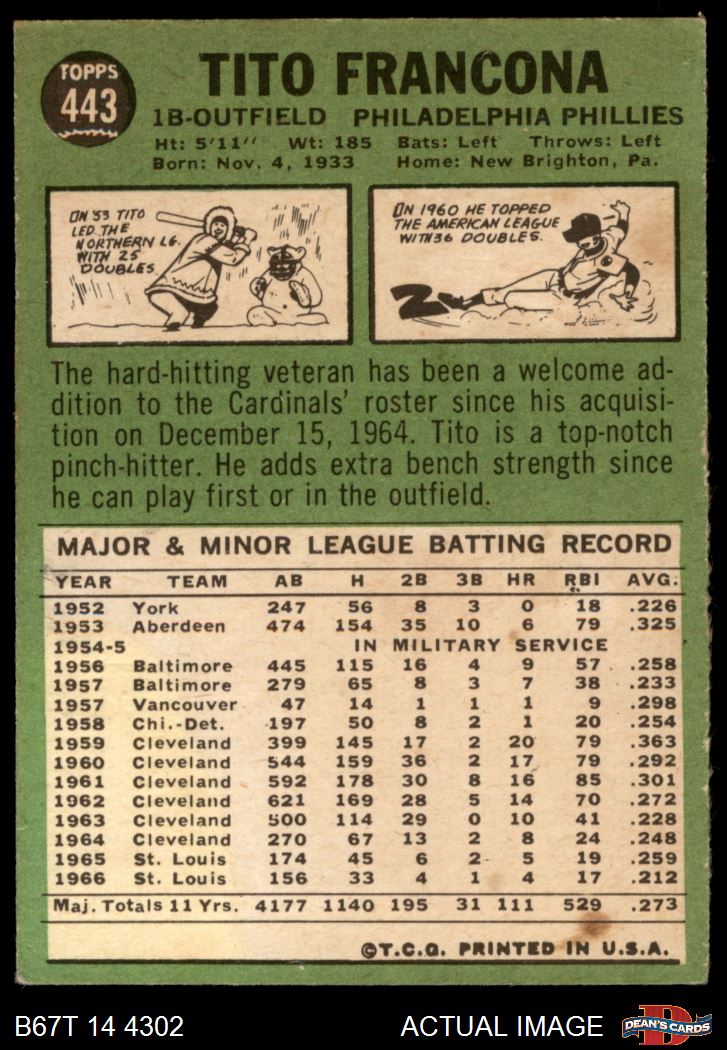 TOPPS
443
TITO FRANCONA
1B-OUTFIELD PHILADELPHIA PHILLIES
Ht: 5'11" Wt: 185 Bats: Left Throws: Left
Born: Nov. 4, 1933 Home: New Brighton, Pa.
IN '53 TITO
LED THE
NORTHERN LG.
WITH 25
DOUBLES.
IN 1960 HE TOPPED
THE AMERICAN LEAGUE
WITH 36 DOUBLES.
The hard-hitting veteran has been a welcome ad-
dition to the Cardinals' roster since his acquisi-
tion on December 15, 1964. Tito is a top-notch
pinch-hitter. He adds extra bench strength since
he can play first or in the outfield.
MAJOR & MINOR LEAGUE BATTING RECORD
YEAR TEAM AB H 2B 3B HR RBI AVG.
1952 York 247 56 8 3 0 18 .226
1953 Aberdeen 474 154 35 10 6 79 .325
1954-5 IN MILITARY SERVICE
1956 Baltimore 445 115 16 4 9 57 .258
1957 Baltimore 279 65 8 3 7 38 .233
1957 Vancouver 47 14 1 1 1 9 .298
1958 Chi.-Det. 197 50 8 2 1 20 .254
1959 Cleveland 399 145 17 2 20 79 .363
1960 Cleveland 544 159 36 2 17 79 .292
1961 Cleveland 592 178 30 8 16 85 .301
1962 Cleveland 621 169 28 5 14 70 .272
1963 Cleveland 500 114 29 0 10 41 .228
1964 Cleveland 270 67 13 2 8 24 .248
1965 St. Louis 174 45 6 2 5 19 .259
1966 St. Louis 156 33 4 1 4 17 .212
Maj. Totals 11 Yrs. 4177 1140 195 31 111 529 .273
©T.C.G. PRINTED IN U.S.A.
B67T 14 4302 ACTUAL IMAGE
DEAN'S CARDS